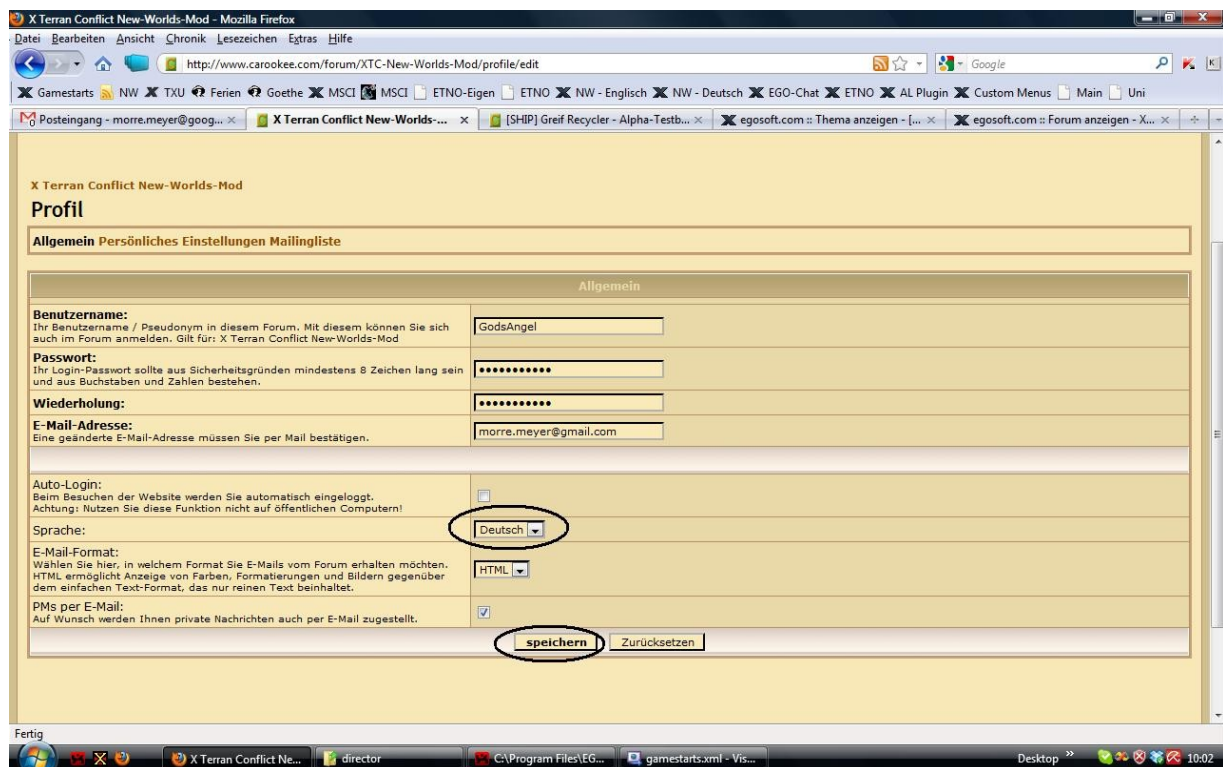 X Terran Conflict New-Worlds-Mod - Mozilla Firefox
Datei Bearbeiten Ansicht Chronik Lesezeichen Extras Hilfe
http://www.carookee.com/forum/XTC-New-Worlds-Mod/profile/edit Google
Gamestarts NW TXU Ferien Goethe MSCI MSCI ETNO-Eigen ETNO NW - Englisch NW - Deutsch EGO-Chat ETNO AL Plugin Custom Menus Main Uni
Posteingang - morre.meyer@goog... X Terran Conflict New-Worlds-... [SHIP] Greif Recycler - Alpha-Testb... egosoft.com :: Thema anzeigen - [... egosoft.com :: Forum anzeigen - X...
X Terran Conflict New-Worlds-Mod
Profil
Allgemein Persönliches Einstellungen Mailingliste
Allgemein
Benutzername:
Ihr Benutzername / Pseudonym in diesem Forum. Mit diesem können Sie sich
auch im Forum anmelden. Gilt für: X Terran Conflict New-Worlds-Mod
GodsAngel
Passwort:
Ihr Login-Passwort sollte aus Sicherheitsgründen mindestens 8 Zeichen lang sein
und aus Buchstaben und Zahlen bestehen.
•••••••••••
Wiederholung:
•••••••••••
E-Mail-Adresse:
Eine geänderte E-Mail-Adresse müssen Sie per Mail bestätigen.
morre.meyer@gmail.com
Auto-Login:
Beim Besuchen der Website werden Sie automatisch eingeloggt.
Achtung: Nutzen Sie diese Funktion nicht auf öffentlichen Computern!
Sprache:
Deutsch
E-Mail-Format:
Wählen Sie hier, in welchem Format Sie E-Mails vom Forum erhalten möchten.
HTML ermöglicht Anzeige von Farben, Formatierungen und Bildern gegenüber
dem einfachen Text-Format, das nur reinen Text beinhaltet.
HTML
PMs per E-Mail:
Auf Wunsch werden Ihnen private Nachrichten auch per E-Mail zugestellt.
speichern Zurücksetzen
Fertig
X Terran Conflict Ne... director C:\Program Files\EG... gamestarts.xml - Vis... Desktop » 10:02